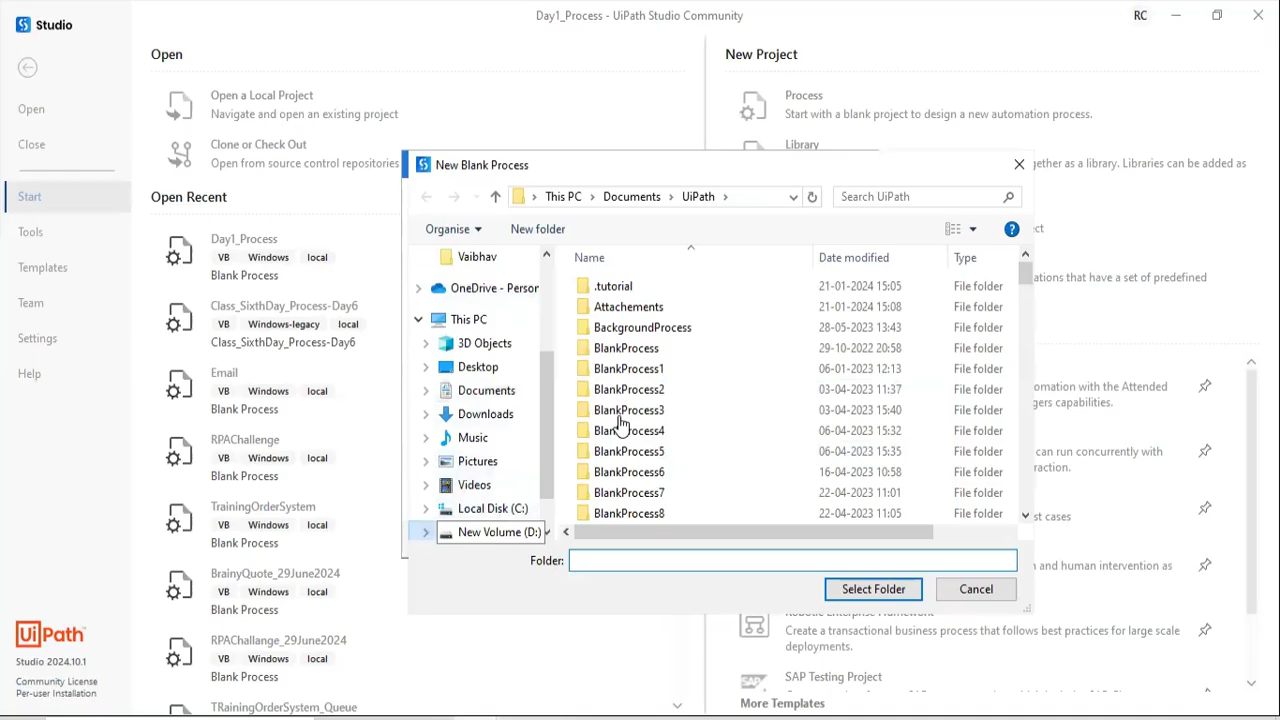 Studio
Day1_Process - UiPath Studio Community
RC
Open
Close
Start
Tools
Templates
Team
Settings
Help
UiPath
Studio 2024.10.1
Community License
Per-user Installation
Open
Open a Local Project
Navigate and open an existing project
Clone or Check Out
Open from source control repositories
Open Recent
Day1_Process
VB Windows local
Blank Process
Class_SixthDay_Process-Day6
VB Windows-legacy local
Class_SixthDay_Process-Day6
Email
VB Windows local
Blank Process
RPAChallenge
VB Windows local
Blank Process
TrainingOrderSystem
VB Windows local
Blank Process
BrainyQuote_29June2024
VB Windows local
Blank Process
RPAChallange_29June2024
VB Windows local
Blank Process
TRainingOrderSystem_Queue
New Project
Process
Start with a blank project to design a new automation process.
Library
gether as a library. Libraries can be added as
ations that have a set of predefined
omation with the Attended
gers capabilities.
can run concurrently with
raction.
st cases
n and human intervention as
Create a transactional business process that follows best practices for large scale
deployments.
SAP Testing Project
More Templates
New Blank Process
This PC > Documents > UiPath >
Search UiPath
Organise
New folder
Vaibhav
OneDrive - Person
This PC
3D Objects
Desktop
Documents
Downloads
Music
Pictures
Videos
Local Disk (C:)
New Volume (D:)
Name Date modified Type
.tutorial 21-01-2024 15:05 File folder
Attachements 21-01-2024 15:08 File folder
BackgroundProcess 28-05-2023 13:43 File folder
BlankProcess 29-10-2022 20:58 File folder
BlankProcess1 06-01-2023 12:13 File folder
BlankProcess2 03-04-2023 11:37 File folder
BlankProcess3 03-04-2023 15:40 File folder
BlankProcess4 06-04-2023 15:32 File folder
BlankProcess5 06-04-2023 15:35 File folder
BlankProcess6 16-04-2023 10:58 File folder
BlankProcess7 22-04-2023 11:01 File folder
BlankProcess8 22-04-2023 11:05 File folder
Folder:
Select Folder
Cancel